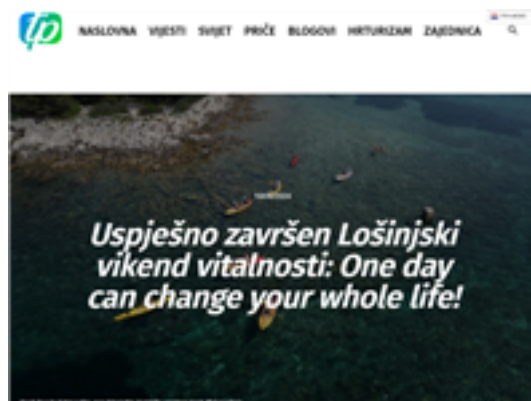 NASLOVNA VIJESTI SVIJET PRIČE BLOGOVI HRTURIZAM ZAJEDNICA
Uspješno završen Lošinjski
vikend vitalnosti: One day
can change your whole life!